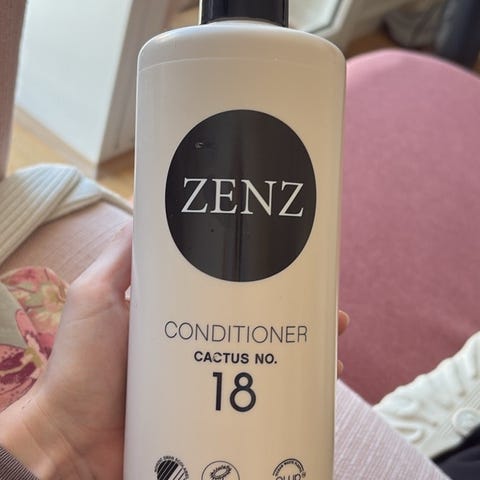 ZENZ
CONDITIONER
CACTUS NO.
18